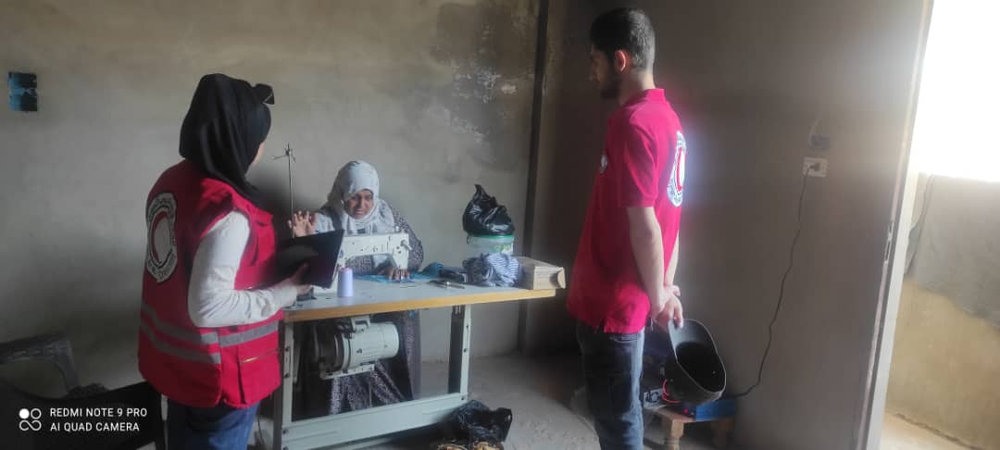 REDMI NOTE 9 PRO
AI QUAD CAMERA